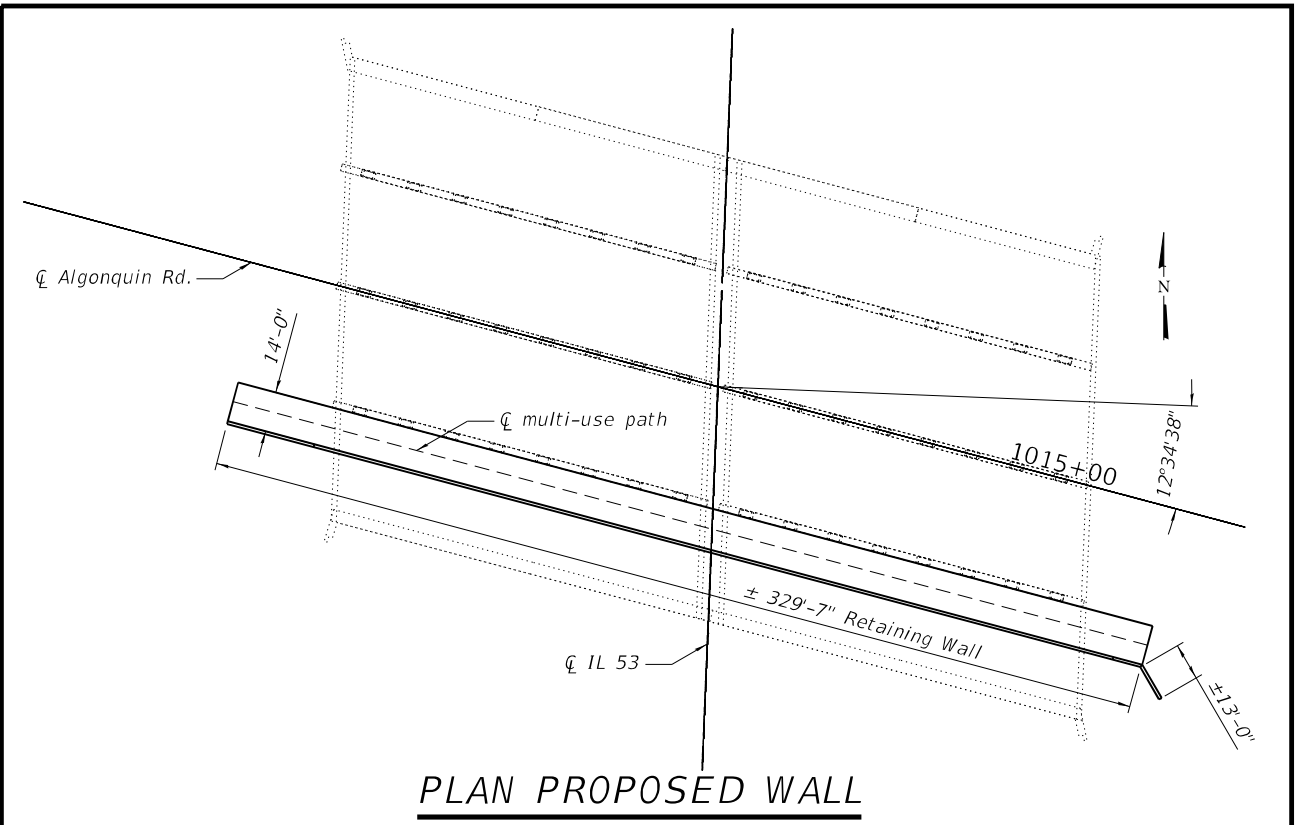 ℄ Algonquin Rd.
N
14'-0"
℄ multi-use path
1015+00
12°34'38"
± 329'-7" Retaining Wall
℄ IL 53
±13'-0"
PLAN PROPOSED WALL